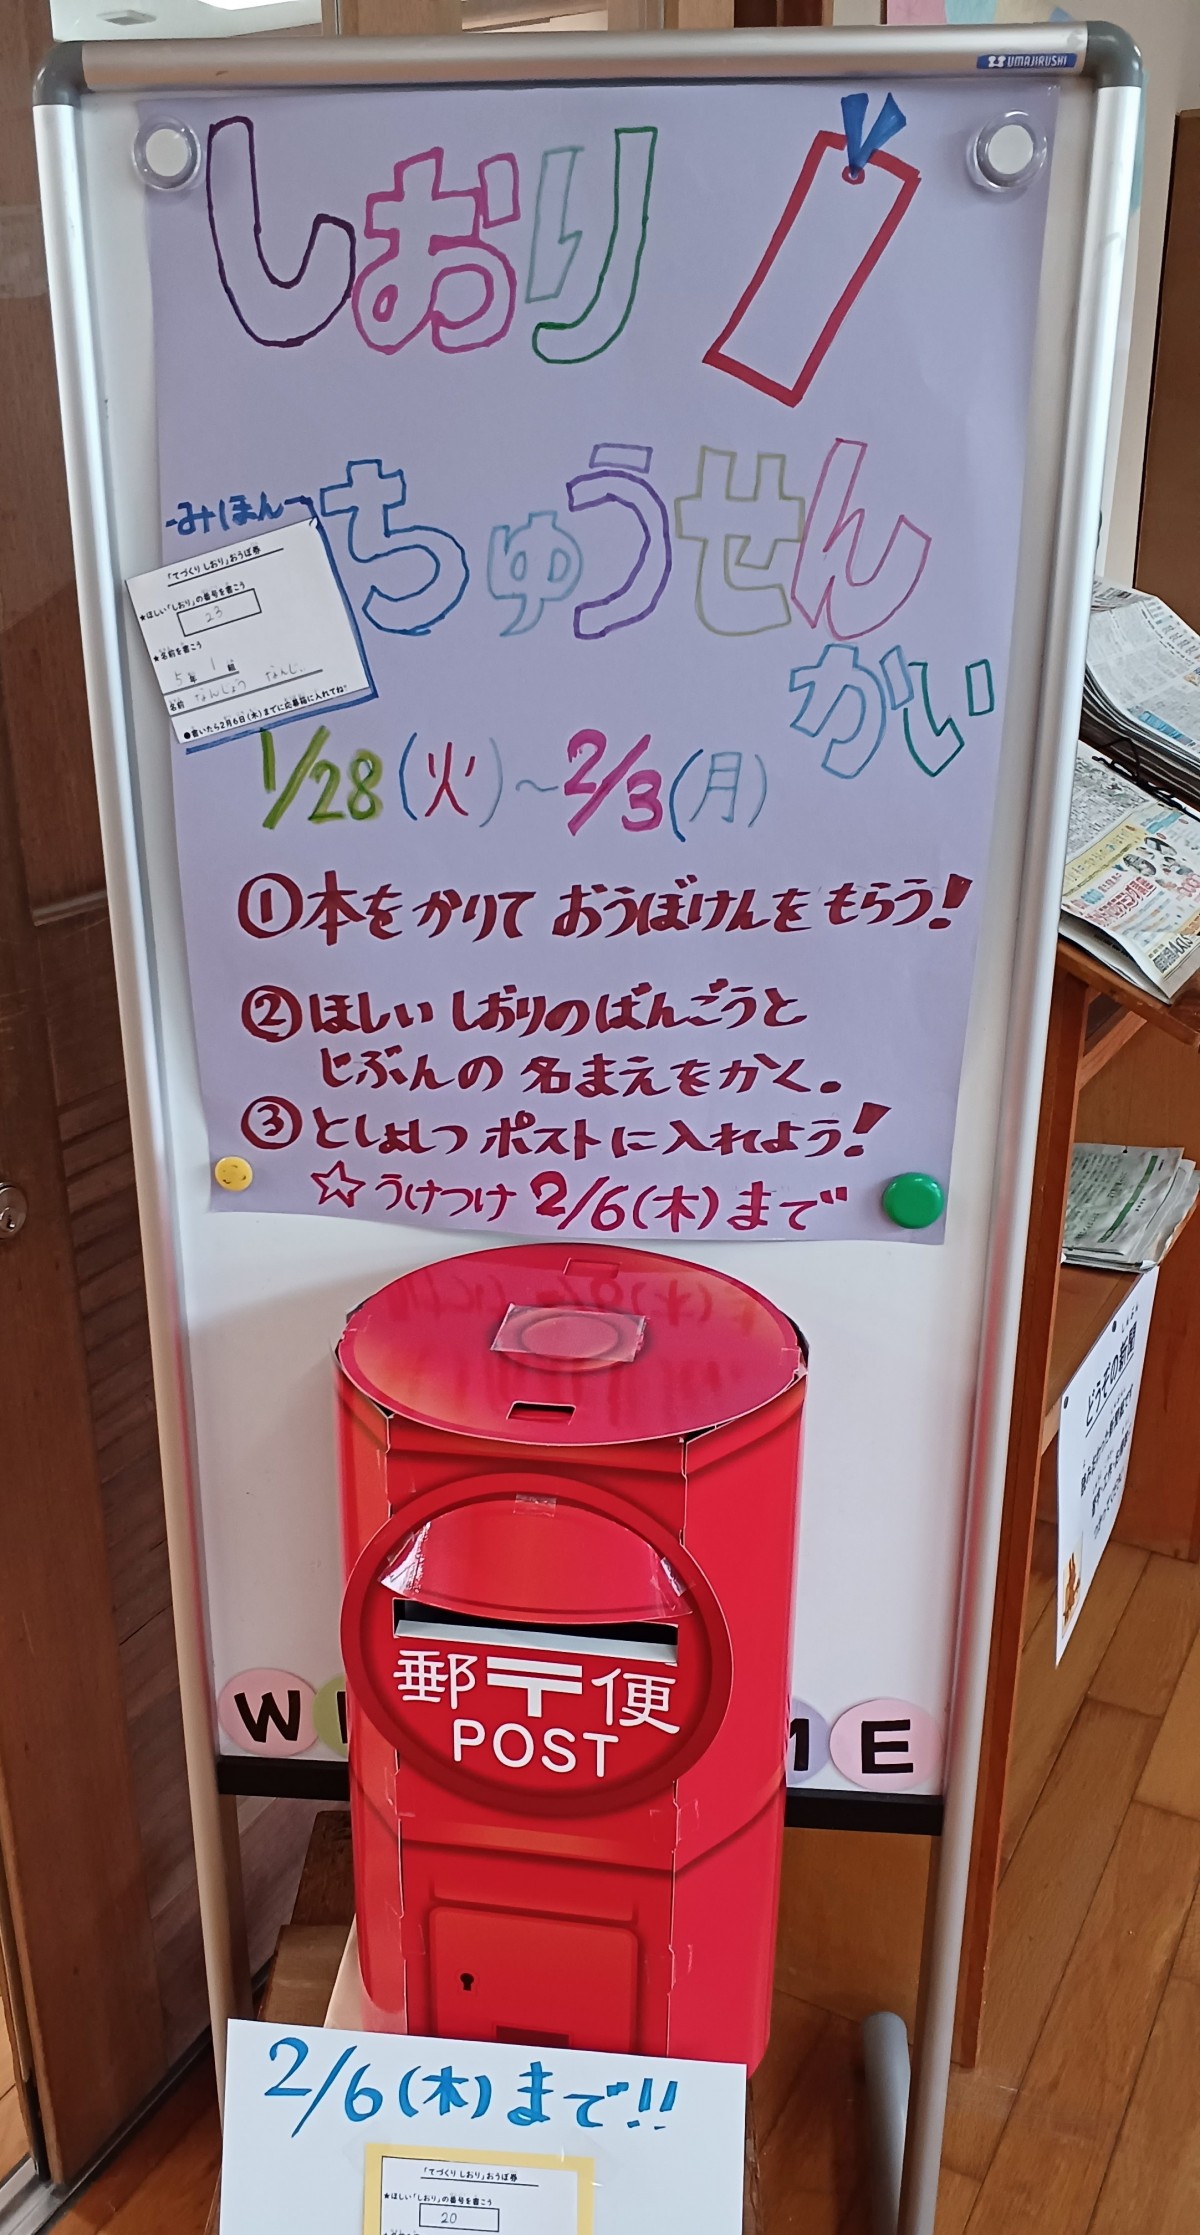 UMAJIRUSHI
しおり
ちゅうせん
かい
みほん
「てづくり しおり」おうぼ券
★ほしい「しおり」の番号を書こう
23
★名前を書こう
5年 1組
名前 なんじょう なんじぃ
●書いたら2月6日(木)までに応募箱に入れてね
1/28(火)～2/3(月)
①本をかりて おうぼけんを もらう!
②ほしい しおりのばんごうと
じぶんの 名まえをかく。
③としょしつ ポストに入れよう!
☆うけつけ 2/6(木)まで
郵〒便
POST
W
M E
どうぞの新聞
2/6(木)まで!!
「てづくり しおり」おうぼ券
★ほしい「しおり」の番号を書こう
20